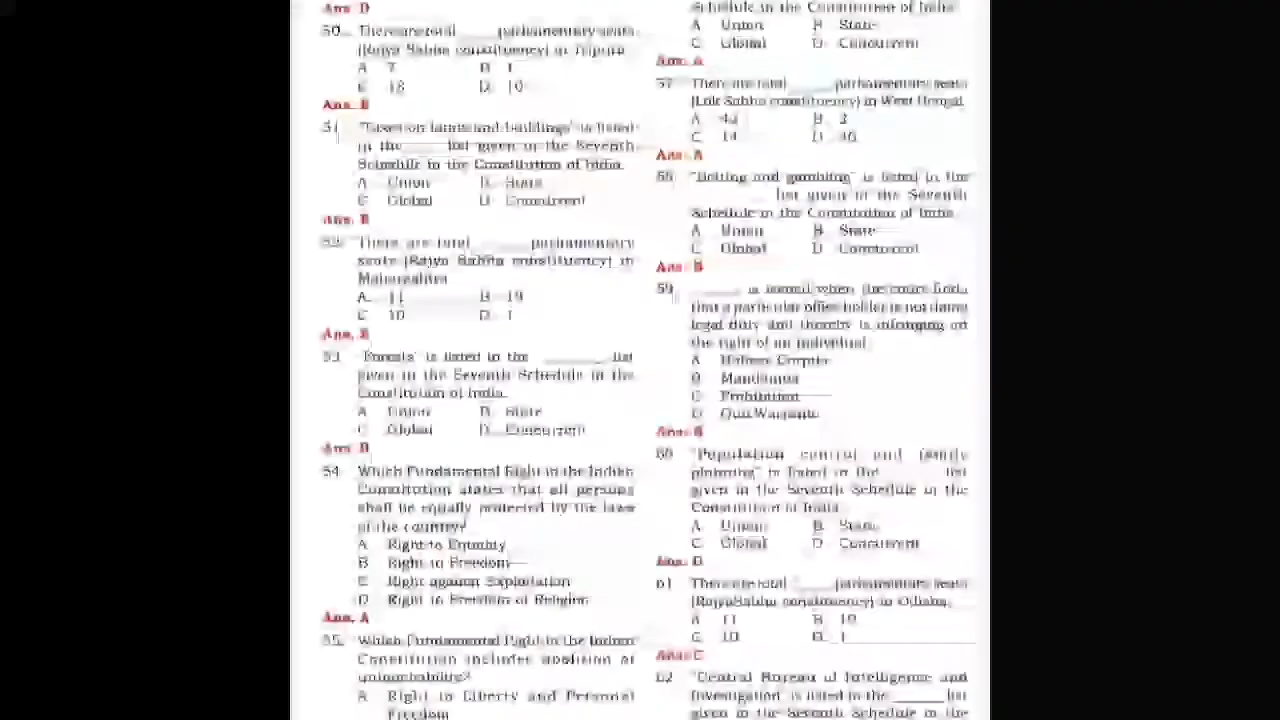 Ans. D
50. There are total ____ parliamentary seats
(Rajya Sabha constituency) in Tripura.
A. 7 B. 1
C. 18 D. 10
Ans. B
51. "Taxes on lands and buildings" is listed
in the ____ list given in the Seventh
Schedule in the Constitution of India.
A. Union B. State
C. Global D. Concurrent
Ans. B
52. There are total ____ parliamentary
seats (Rajya Sabha constituency) in
Maharashtra.
A. 11 B. 19
C. 10 D. 1
Ans. B
53. 'Forests' is listed in the ____ list
given in the Seventh Schedule in the
Constitution of India.
A. Union B. State
C. Global D. Concurrent
Ans. D
54. Which Fundamental Right in the Indian
Constitution states that all persons
shall be equally protected by the laws
of the country?
A. Right to Equality
B. Right to Freedom
C. Right against Exploitation
D. Right to Freedom of Religion
Ans. A
55. Which Fundamental Right in the Indian
Constitution includes abolition of
untouchability?
A. Right to Liberty and Personal
Freedom
Schedule in the Constitution of India.
A. Union B. State
C. Global D. Concurrent
Ans. A
57. There are total ____ parliamentary seats
(Lok Sabha constituency) in West Bengal.
A. 42 B. 2
C. 14 D.
Ans. A
58. "Betting and gambling" is listed in the
____ list given in the Seventh
Schedule in the Constitution of India.
A. Union B. State
C. Global D. Concurrent
Ans. B
59. ____ is issued when the court finds
that a particular office holder is not doing
legal duty and thereby is infringing on
the right of an individual.
A. Habeas Corpus
B. Mandamus
C. Prohibition
D. Quo Warranto
Ans. B
60. "Population control and family
planning" is listed in the ____ list
given in the Seventh Schedule in the
Constitution of India.
A. Union B. State
C. Global D. Concurrent
Ans. D
61. There are total ____ parliamentary seats
(RajyaSabha constituency) in Odisha.
A. 11 B. 19
C. 10 D. 1
Ans. C
62. "Central Bureau of Intelligence and
Investigation" is listed in the ____ list
given in the Seventh Schedule in the